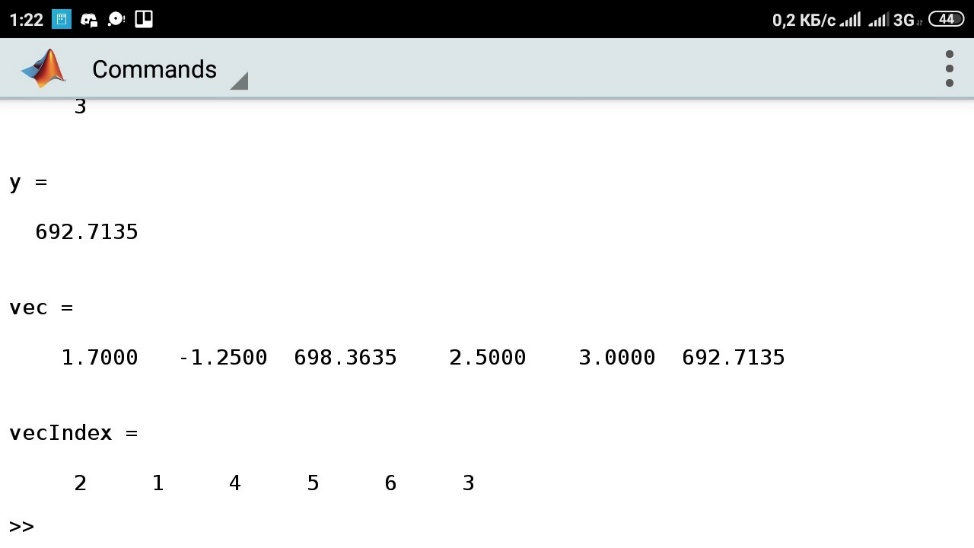 1:22 0,2 КБ/с 3G 44
Commands
3
y =
692.7135
vec =
1.7000 -1.2500 698.3635 2.5000 3.0000 692.7135
vecIndex =
2 1 4 5 6 3
>>